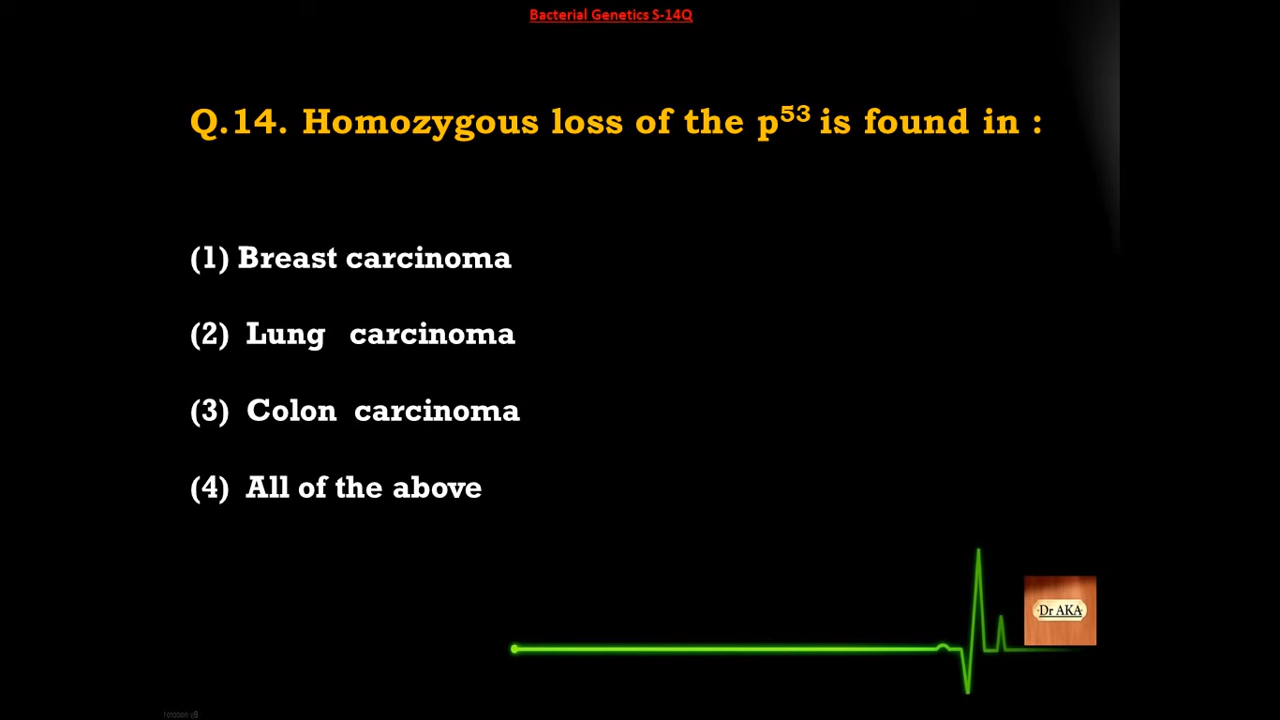 Bacterial Genetics S-14Q
Q.14. Homozygous loss of the p⁵³ is found in :
(1) Breast carcinoma
(2) Lung carcinoma
(3) Colon carcinoma
(4) All of the above
Dr AKA